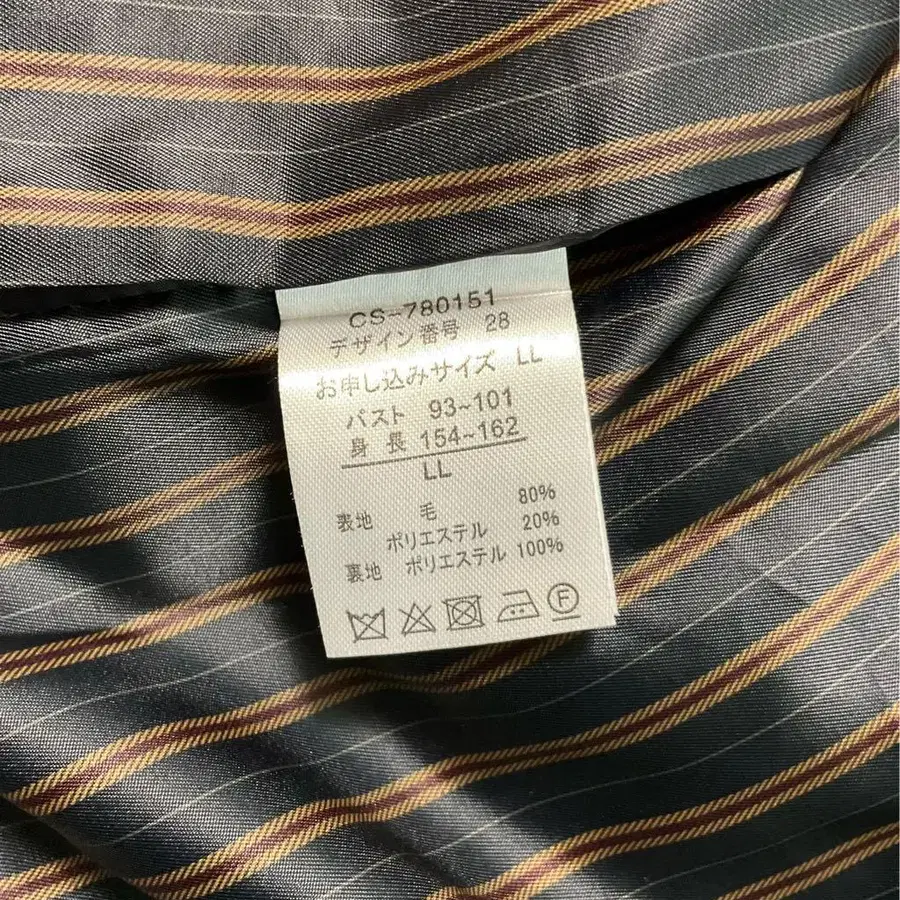 CS-780151
デザイン番号 28
お申し込みサイズ LL
バスト 93~101
身長 154~162
LL
表地 毛 80%
ポリエステル 20%
裏地 ポリエステル 100%
F